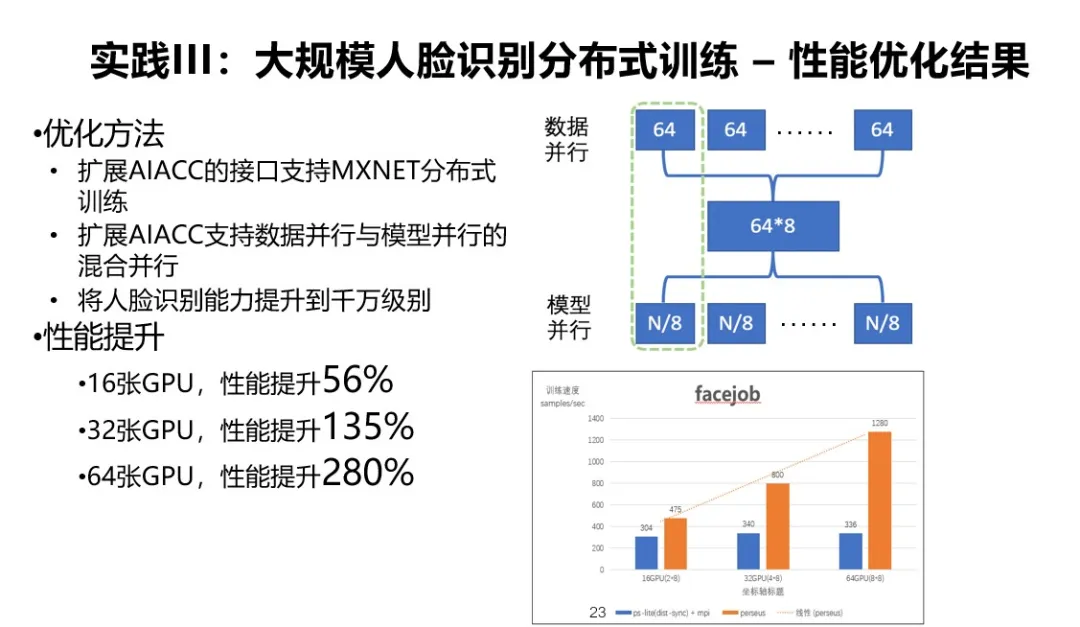 实践III：大规模人脸识别分布式训练 – 性能优化结果
•优化方法
• 扩展AIACC的接口支持MXNET分布式
训练
• 扩展AIACC支持数据并行与模型并行的
混合并行
• 将人脸识别能力提升到千万级别
•性能提升
•16张GPU，性能提升56%
•32张GPU，性能提升135%
•64张GPU，性能提升280%
数据
并行
64 64 ······ 64
64*8
模型
并行
N/8 N/8 ······ N/8
训练速度
samples/sec
facejob
1400
1200
1000
800
600
400
200
0
304 475
340 800
336 1280
16GPU(2*8) 32GPU(4*8) 64GPU(8*8)
坐标轴标题
ps-lite(dist-sync) + mpi perseus 线性 (perseus)
23